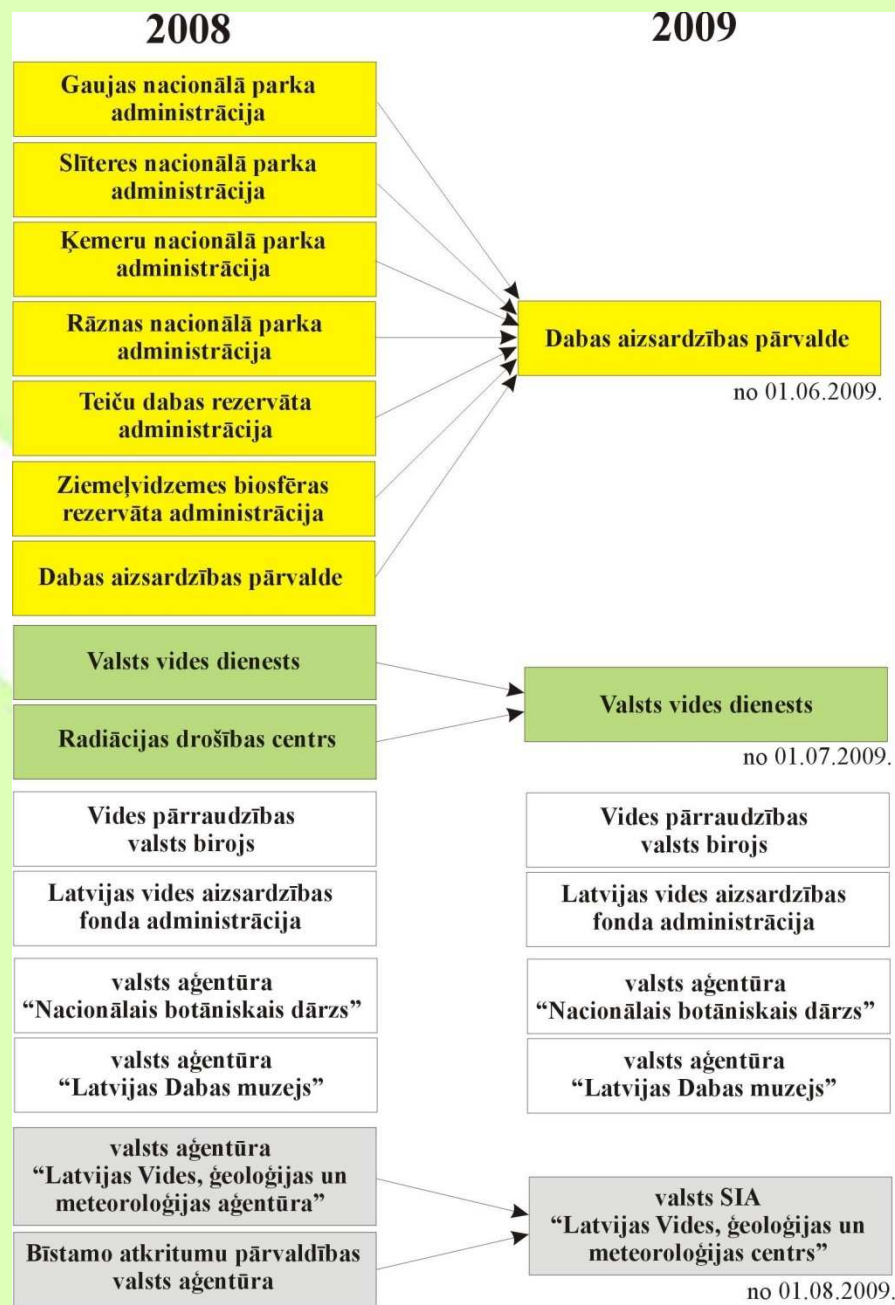 2008
Gaujas nacionālā parka
administrācija
Slīteres nacionālā parka
administrācija
Ķemeru nacionālā parka
administrācija
Rāznas nacionālā parka
administrācija
Teiču dabas rezervāta
administrācija
Ziemeļvidzemes biosfēras
rezervāta administrācija
Dabas aizsardzības pārvalde
Valsts vides dienests
Radiācijas drošības centrs
Vides pārraudzības
valsts birojs
Latvijas vides aizsardzības
fonda administrācija
valsts aģentūra
“Nacionālais botāniskais dārzs”
valsts aģentūra
“Latvijas Dabas muzejs”
valsts aģentūra
“Latvijas Vides, ģeoloģijas un
meteoroloģijas aģentūra”
Bīstamo atkritumu pārvaldības
valsts aģentūra
2009
Dabas aizsardzības pārvalde
no 01.06.2009.
Valsts vides dienests
no 01.07.2009.
Vides pārraudzības
valsts birojs
Latvijas vides aizsardzības
fonda administrācija
valsts aģentūra
“Nacionālais botāniskais dārzs”
valsts aģentūra
“Latvijas Dabas muzejs”
valsts SIA
“Latvijas Vides, ģeoloģijas un
meteoroloģijas centrs”
no 01.08.2009.